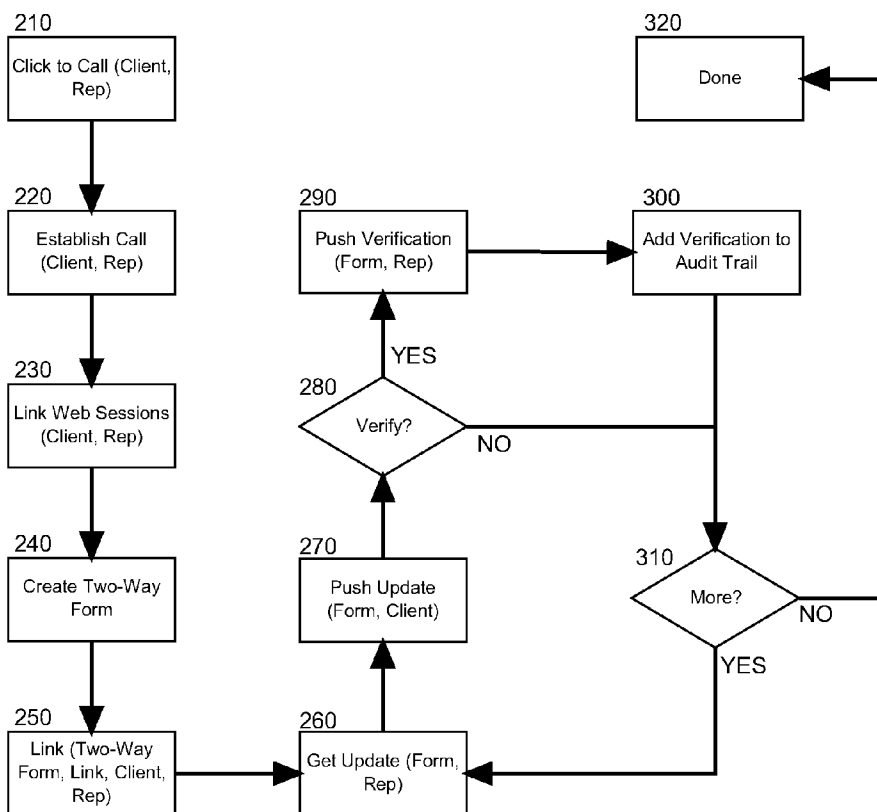 210
Click to Call (Client,
Rep)
220
Establish Call
(Client, Rep)
230
Link Web Sessions
(Client, Rep)
240
Create Two-Way
Form
250
Link (Two-Way
Form, Link, Client,
Rep)
260
Get Update (Form,
Rep)
270
Push Update
(Form, Client)
280
Verify?
YES
NO
290
Push Verification
(Form, Rep)
300
Add Verification to
Audit Trail
310
More?
NO
YES
320
Done